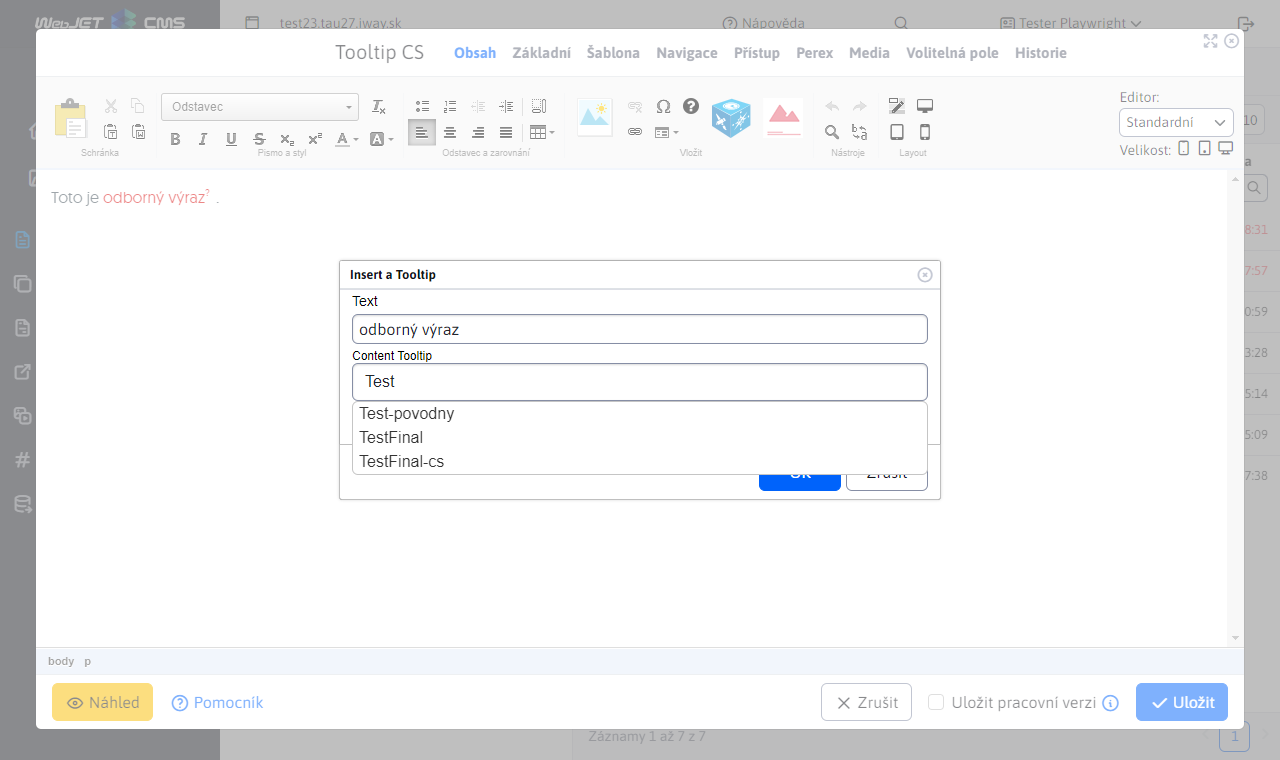 WebJET CMS
test23.tau27.iway.sk
Nápověda
Tester Playwright
Tooltip CS
Obsah
Základní
Šablona
Navigace
Přístup
Perex
Media
Volitelná pole
Historie
Odstavec
Schránka
Písmo a styl
Odstavec a zarovnání
Vložit
Nástroje
Layout
Editor:
Standardní
Velikost:
10
a
8:31
7:57
0:59
3:28
5:14
5:09
7:38
Toto je odborný výraz? .
Insert a Tooltip
Text
odborný výraz
Content Tooltip
Test
Test-povodny
TestFinal
TestFinal-cs
OK
Zrušit
body p
Náhled
Pomocník
Zrušit
Uložit pracovní verzi
Uložit
Záznamy 1 až 7 z 7
1